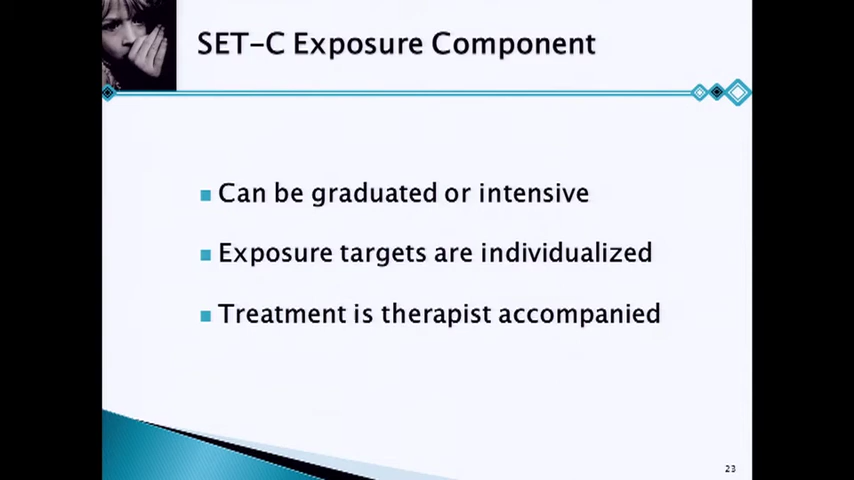 SET-C Exposure Component
Can be graduated or intensive
Exposure targets are individualized
Treatment is therapist accompanied
23